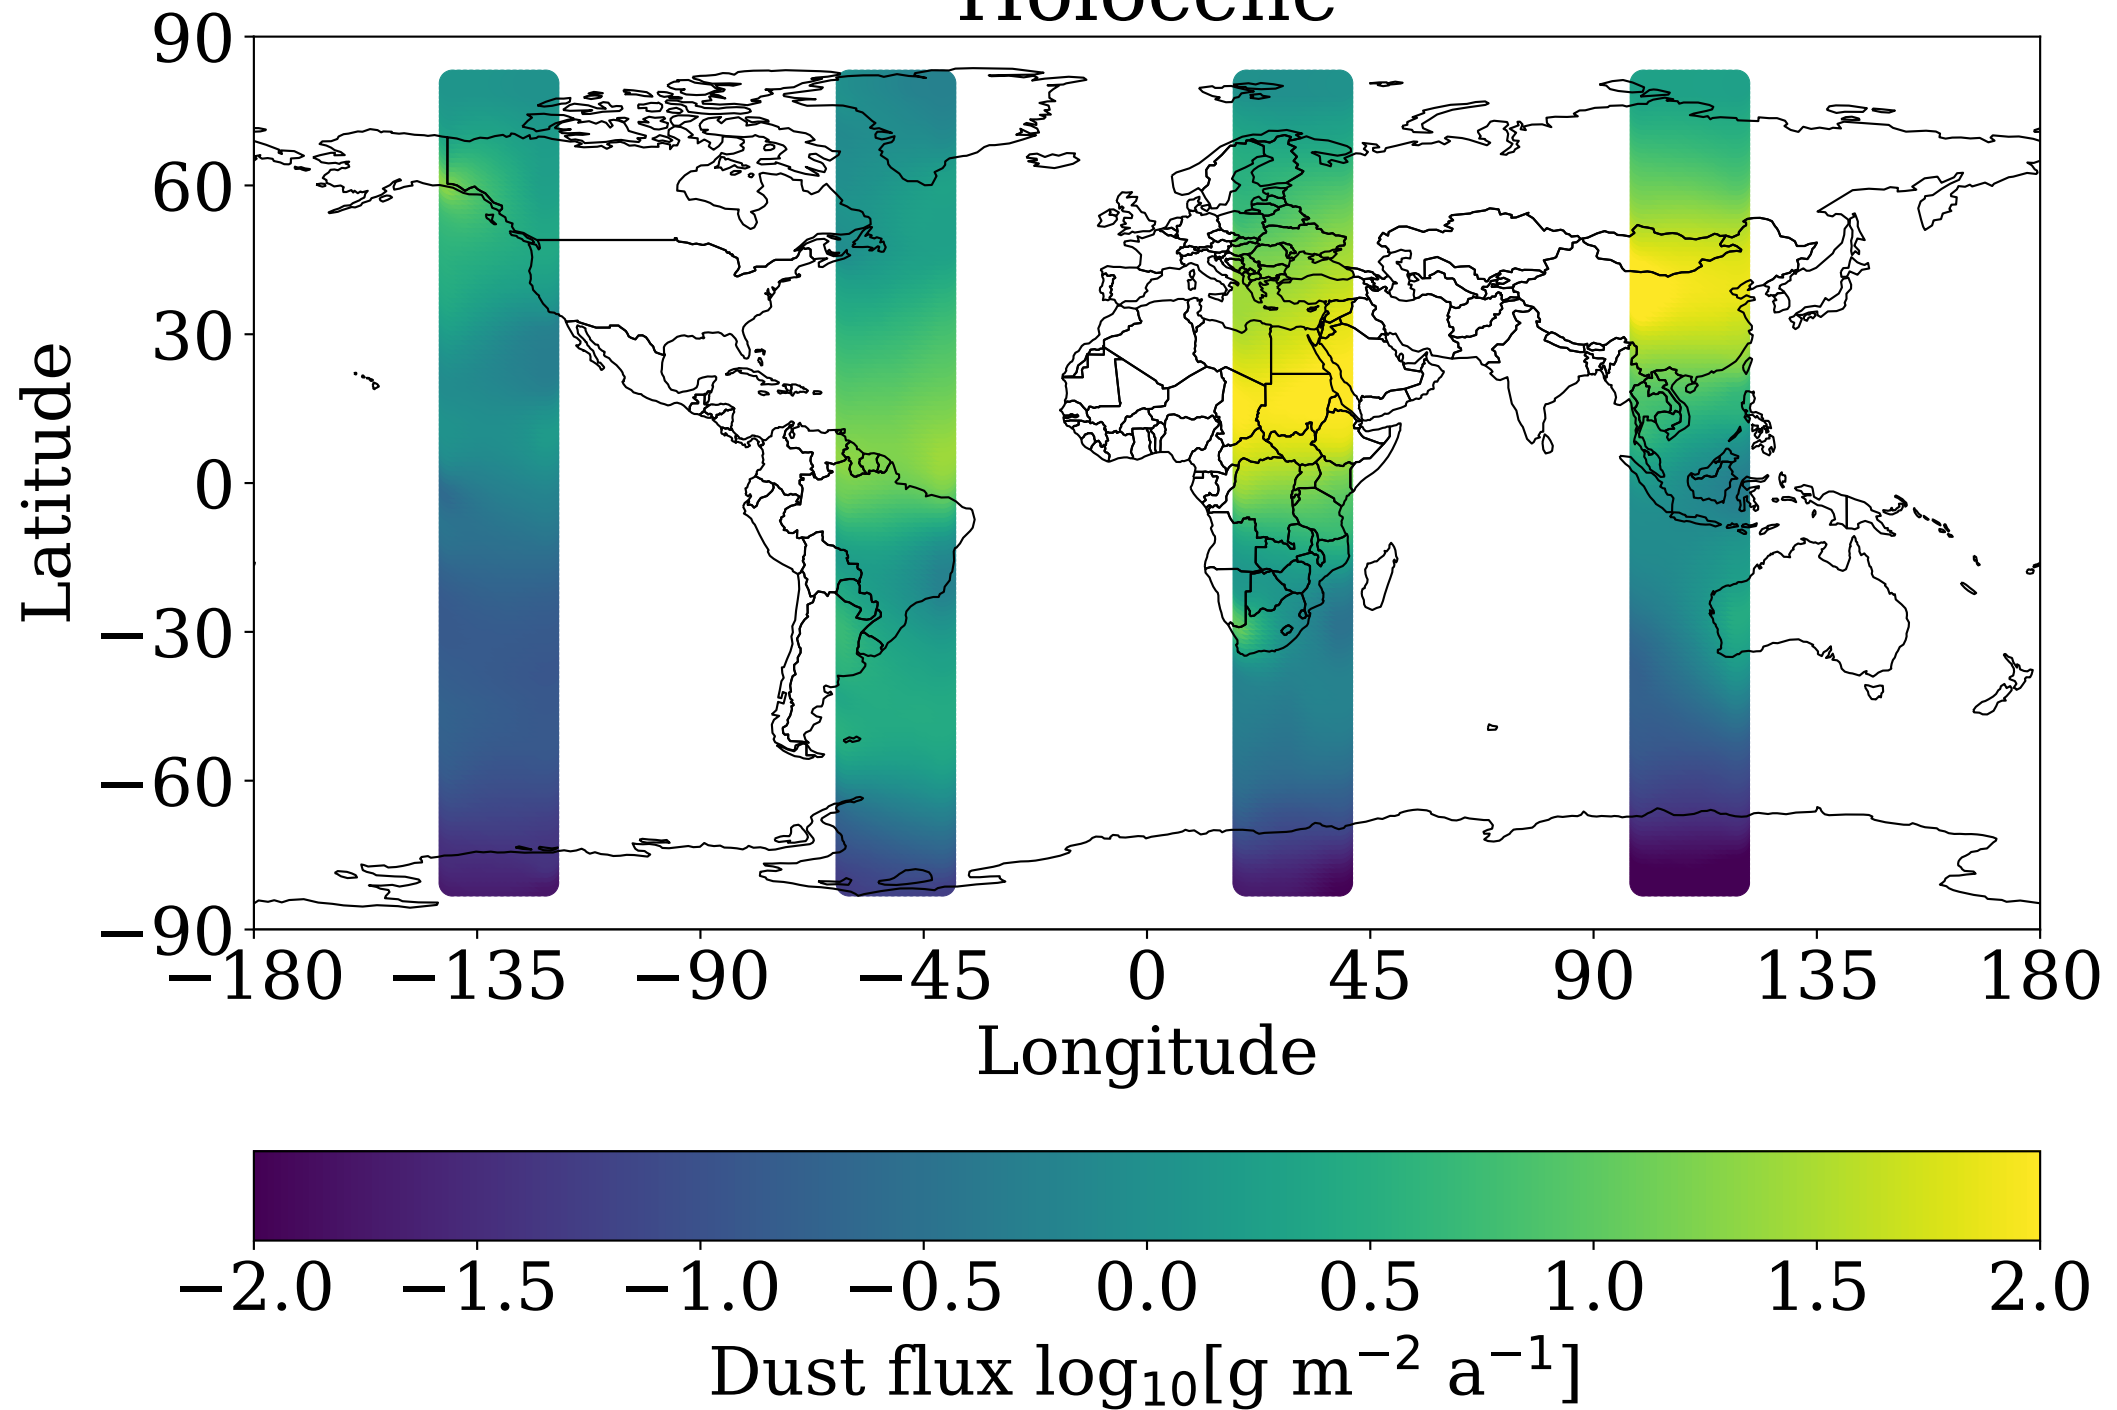 Holocene
90
60
30
0
−30
−60
−90
Latitude
−180 −135 −90 −45 0 45 90 135 180
Longitude
−2.0 −1.5 −1.0 −0.5 0.0 0.5 1.0 1.5 2.0
Dust flux log₁₀[g m⁻² a⁻¹]